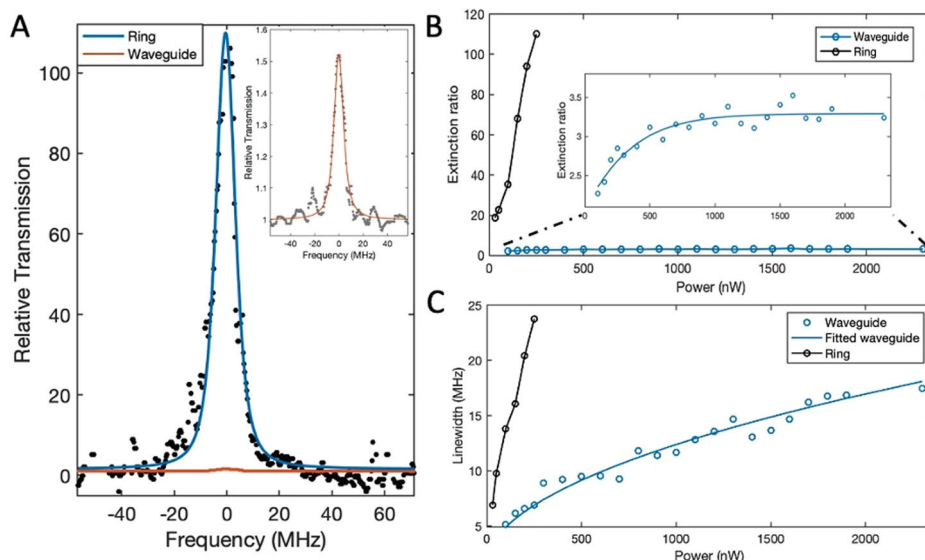 A
Ring
Waveguide
Relative Transmission
100
80
60
40
20
0
-40
-20
0
20
40
60
Frequency (MHz)
1.6
1.5
1.4
1.3
1.2
1.1
1
Relative Transmission
-40
-20
0
20
40
Frequency (MHz)
B
Waveguide
Ring
Extinction ratio
120
100
80
60
40
20
0
0
500
1000
1500
2000
Power (nW)
Extinction ratio
3.5
3
2.5
2
0
500
1000
1500
2000
C
Waveguide
Fitted waveguide
Ring
Linewidth (MHz)
25
20
15
10
5
0
500
1000
1500
2000
Power (nW)